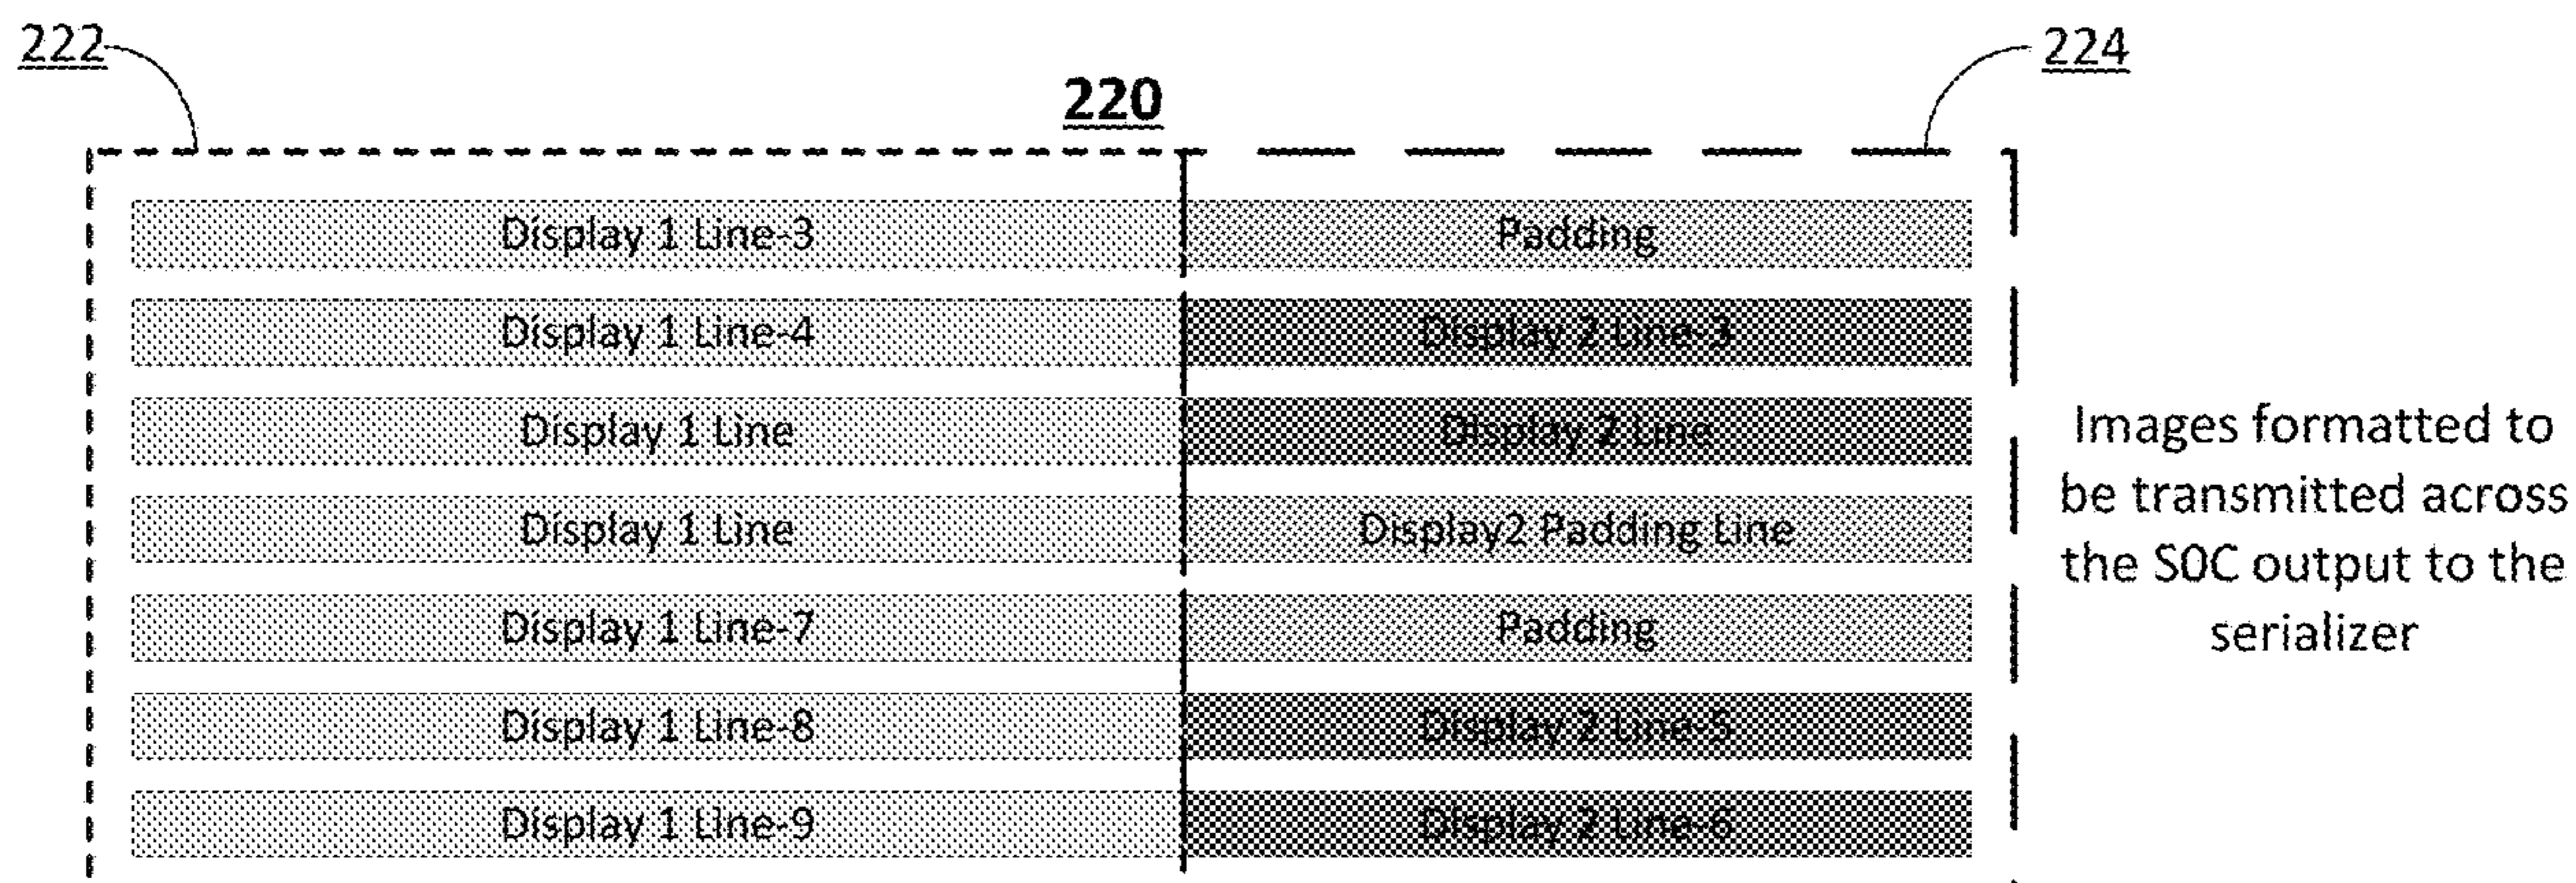 222
224
220
Display 1 Line-3 Padding
Display 1 Line-4 Display 2 Line-3
Display 1 Line Display 2 Line
Display 1 Line Display2 Padding Line
Display 1 Line-7 Padding
Display 1 Line-8 Display 2 Line-5
Display 1 Line-9 Display 2 Line-6
Images formatted to
be transmitted across
the SOC output to the
serializer